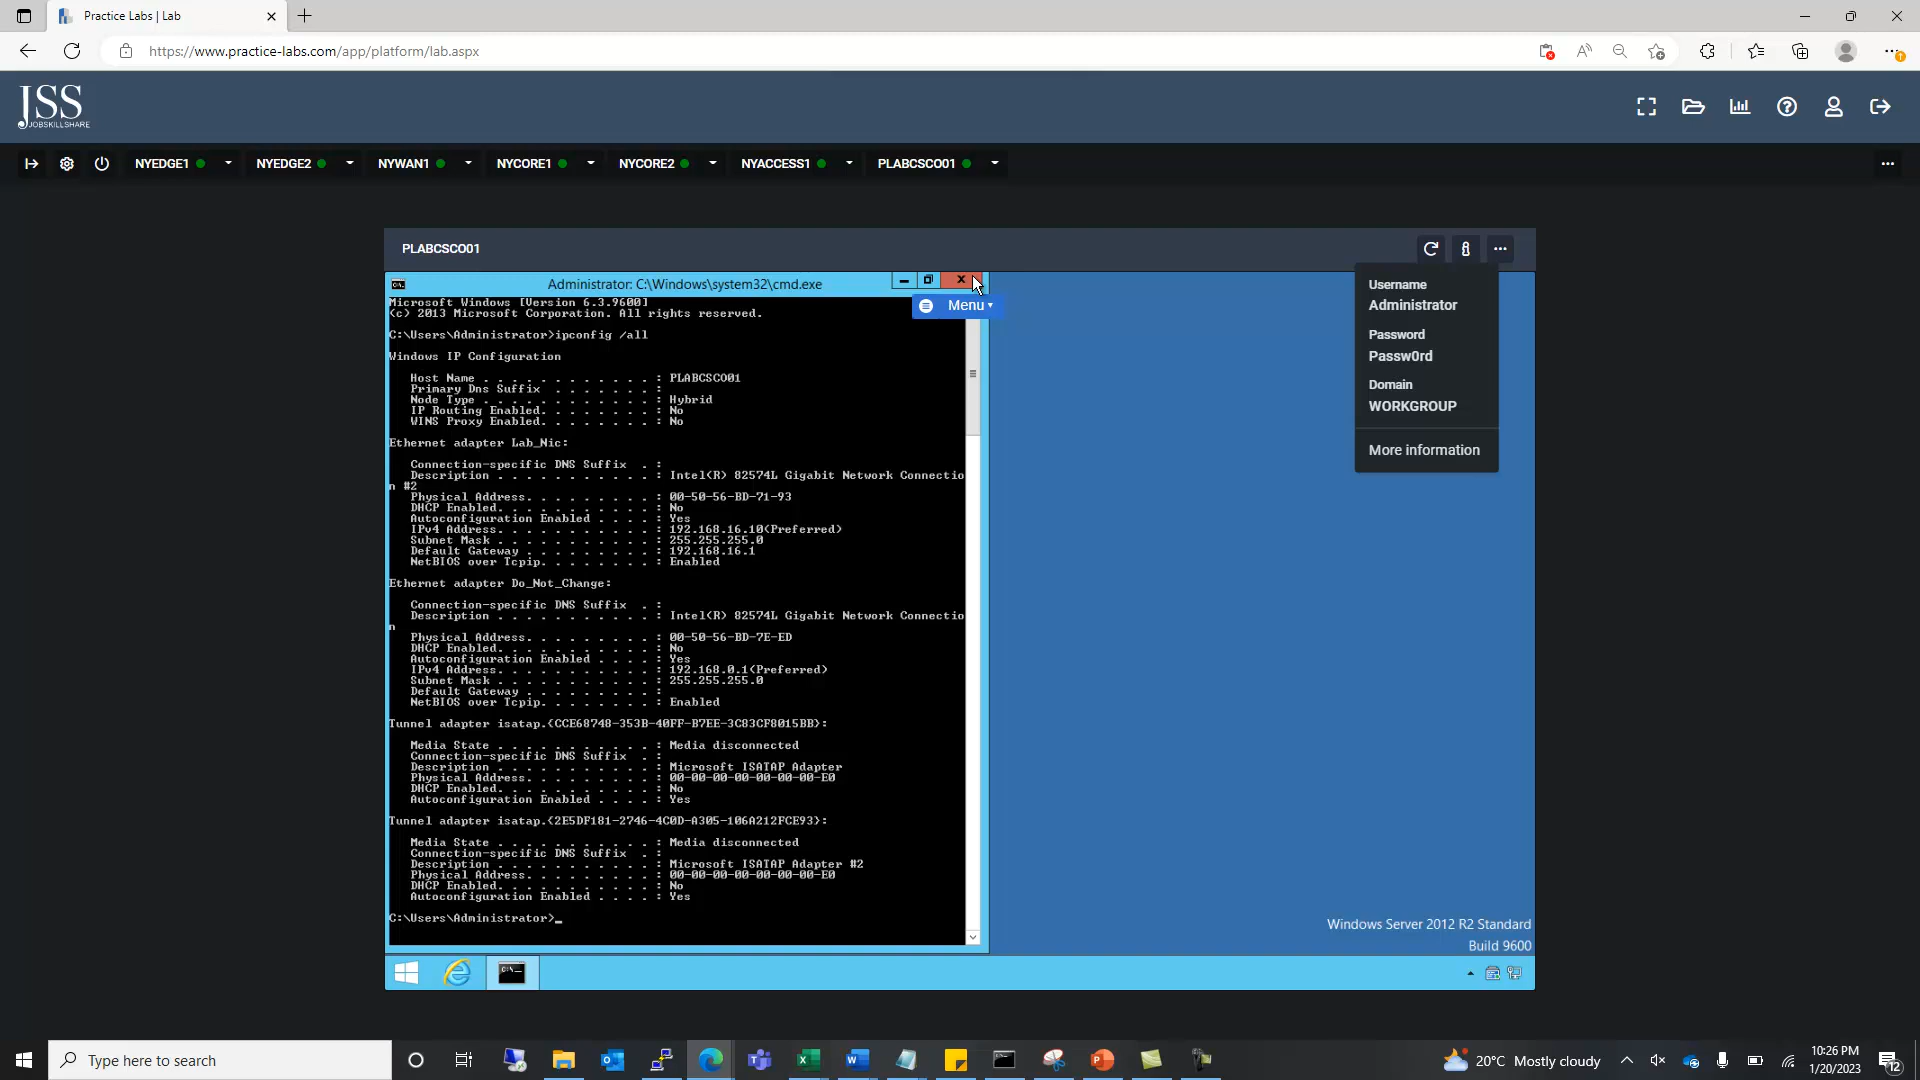 Practice Labs | Lab
https://www.practice-labs.com/app/platform/lab.aspx
JSS
JOBSKILLSHARE
NYEDGE1
NYEDGE2
NYWAN1
NYCORE1
NYCORE2
NYACCESS1
PLABCSCO01
PLABCSCO01
Administrator: C:\Windows\system32\cmd.exe
Menu
Username
Administrator
Password
Passw0rd
Domain
WORKGROUP
More information
Microsoft Windows [Version 6.3.9600]
(c) 2013 Microsoft Corporation. All rights reserved.
C:\Users\Administrator>ipconfig /all
Windows IP Configuration
Host Name . . . . . . . . . . . . : PLABCSCO01
Primary Dns Suffix  . . . . . . . :
Node Type . . . . . . . . . . . . : Hybrid
IP Routing Enabled. . . . . . . . : No
WINS Proxy Enabled. . . . . . . . : No
Ethernet adapter Lab_Nic:
Connection-specific DNS Suffix  . :
Description . . . . . . . . . . . : Intel(R) 82574L Gigabit Network Connectio
n #2
Physical Address. . . . . . . . . : 00-50-56-BD-71-93
DHCP Enabled. . . . . . . . . . . : No
Autoconfiguration Enabled . . . . : Yes
IPv4 Address. . . . . . . . . . . : 192.168.16.10(Preferred)
Subnet Mask . . . . . . . . . . . : 255.255.255.0
Default Gateway . . . . . . . . . : 192.168.16.1
NetBIOS over Tcpip. . . . . . . . : Enabled
Ethernet adapter Do_Not_Change:
Connection-specific DNS Suffix  . :
Description . . . . . . . . . . . : Intel(R) 82574L Gigabit Network Connectio
n
Physical Address. . . . . . . . . : 00-50-56-BD-7E-ED
DHCP Enabled. . . . . . . . . . . : No
Autoconfiguration Enabled . . . . : Yes
IPv4 Address. . . . . . . . . . . : 192.168.0.1(Preferred)
Subnet Mask . . . . . . . . . . . : 255.255.255.0
Default Gateway . . . . . . . . . :
NetBIOS over Tcpip. . . . . . . . : Enabled
Tunnel adapter isatap.{CCE68748-353B-40FF-B7EE-3C83CF8015BB}:
Media State . . . . . . . . . . . : Media disconnected
Connection-specific DNS Suffix  . :
Description . . . . . . . . . . . : Microsoft ISATAP Adapter
Physical Address. . . . . . . . . : 00-00-00-00-00-00-00-E0
DHCP Enabled. . . . . . . . . . . : No
Autoconfiguration Enabled . . . . : Yes
Tunnel adapter isatap.{2E5DF181-2746-4C0D-A305-106A212FCE93}:
Media State . . . . . . . . . . . : Media disconnected
Connection-specific DNS Suffix  . :
Description . . . . . . . . . . . : Microsoft ISATAP Adapter #2
Physical Address. . . . . . . . . : 00-00-00-00-00-00-00-E0
DHCP Enabled. . . . . . . . . . . : No
Autoconfiguration Enabled . . . . : Yes
C:\Users\Administrator>_
Windows Server 2012 R2 Standard
Build 9600
Type here to search
20°C Mostly cloudy
10:26 PM
1/20/2023
12